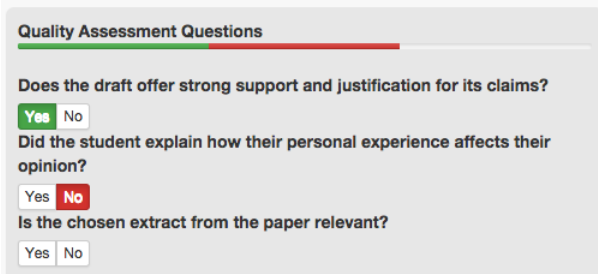 Quality Assessment Questions
Does the draft offer strong support and justification for its claims?
Yes No
Did the student explain how their personal experience affects their
opinion?
Yes No
Is the chosen extract from the paper relevant?
Yes No